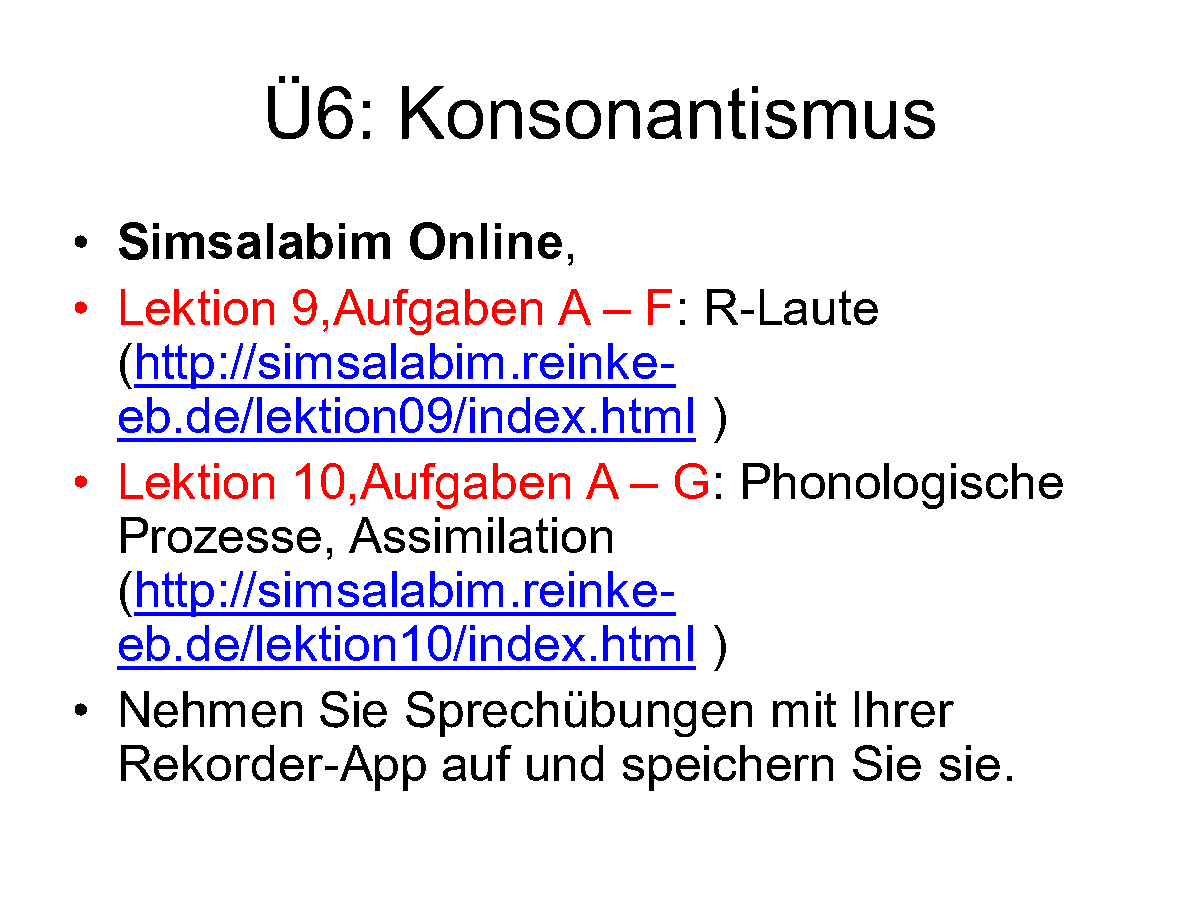 Ü6: Konsonantismus
• Simsalabim Online,
• Lektion 9,Aufgaben A – F: R-Laute
(http://simsalabim.reinke-
eb.de/lektion09/index.html )
• Lektion 10,Aufgaben A – G: Phonologische
Prozesse, Assimilation
(http://simsalabim.reinke-
eb.de/lektion10/index.html )
• Nehmen Sie Sprechübungen mit Ihrer
Rekorder-App auf und speichern Sie sie.